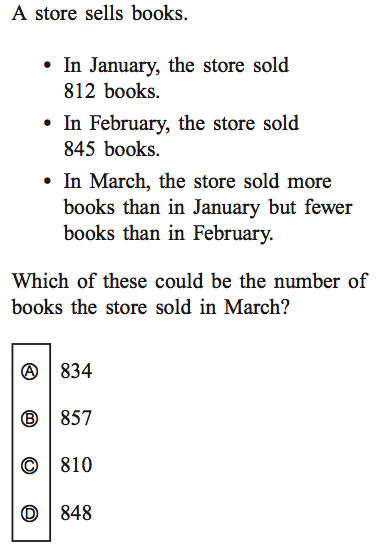 A store sells books.
• In January, the store sold
812 books.
• In February, the store sold
845 books.
• In March, the store sold more
books than in January but fewer
books than in February.
Which of these could be the number of
books the store sold in March?
Ⓐ 834
Ⓑ 857
Ⓒ 810
Ⓓ 848